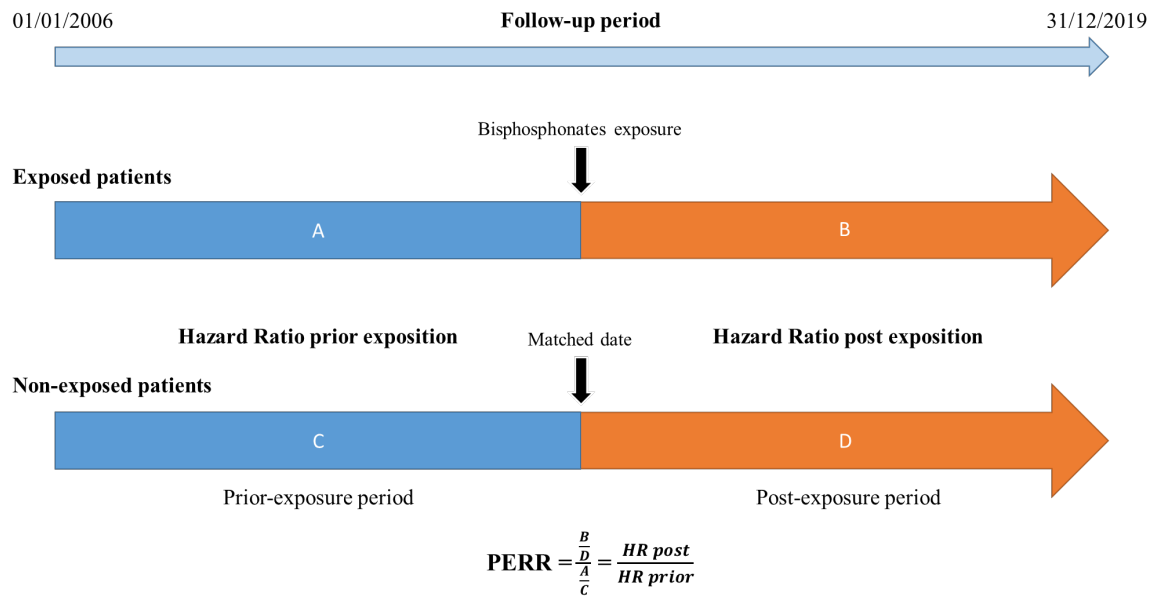 01/01/2006 Follow-up period 31/12/2019
Bisphosphonates exposure
Exposed patients
A B
Hazard Ratio prior exposition Matched date Hazard Ratio post exposition
Non-exposed patients
C D
Prior-exposure period Post-exposure period
PERR = (B/D)/(A/C) = HR post/HR prior